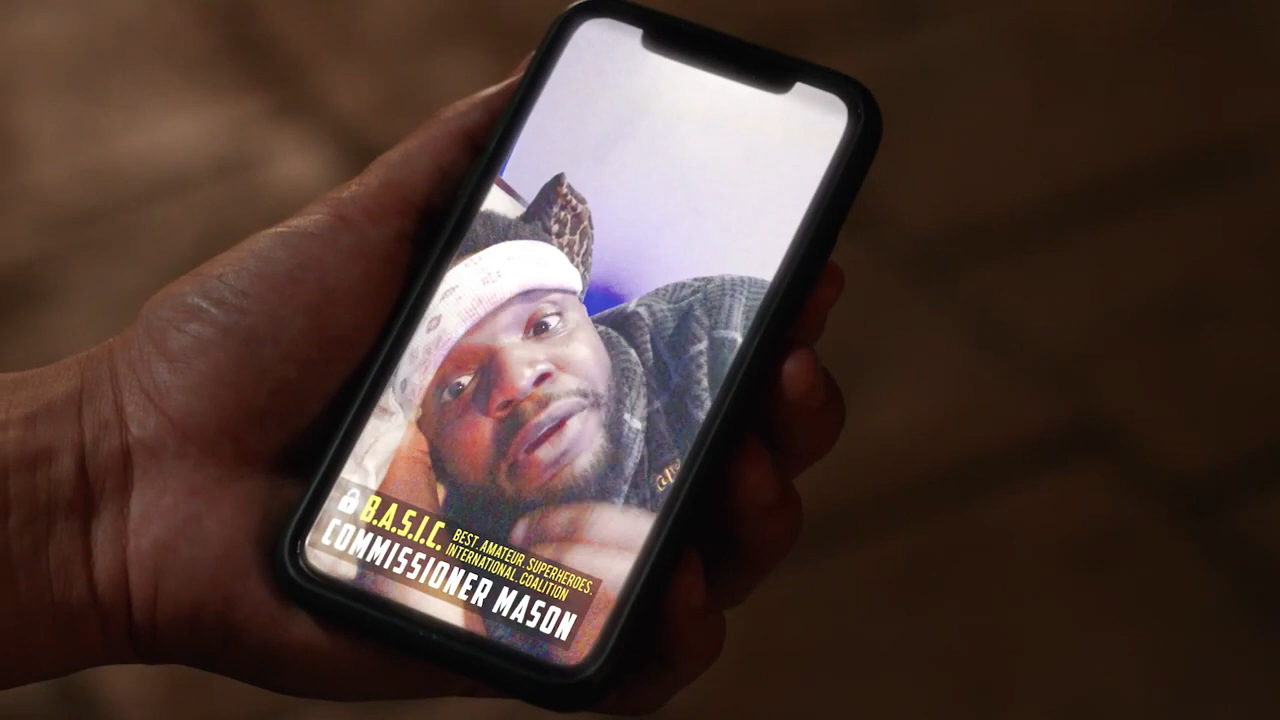 B.A.S.I.C.
BEST. AMATEUR. SUPERHEROES.
INTERNATIONAL. COALITION
COMMISSIONER MASON